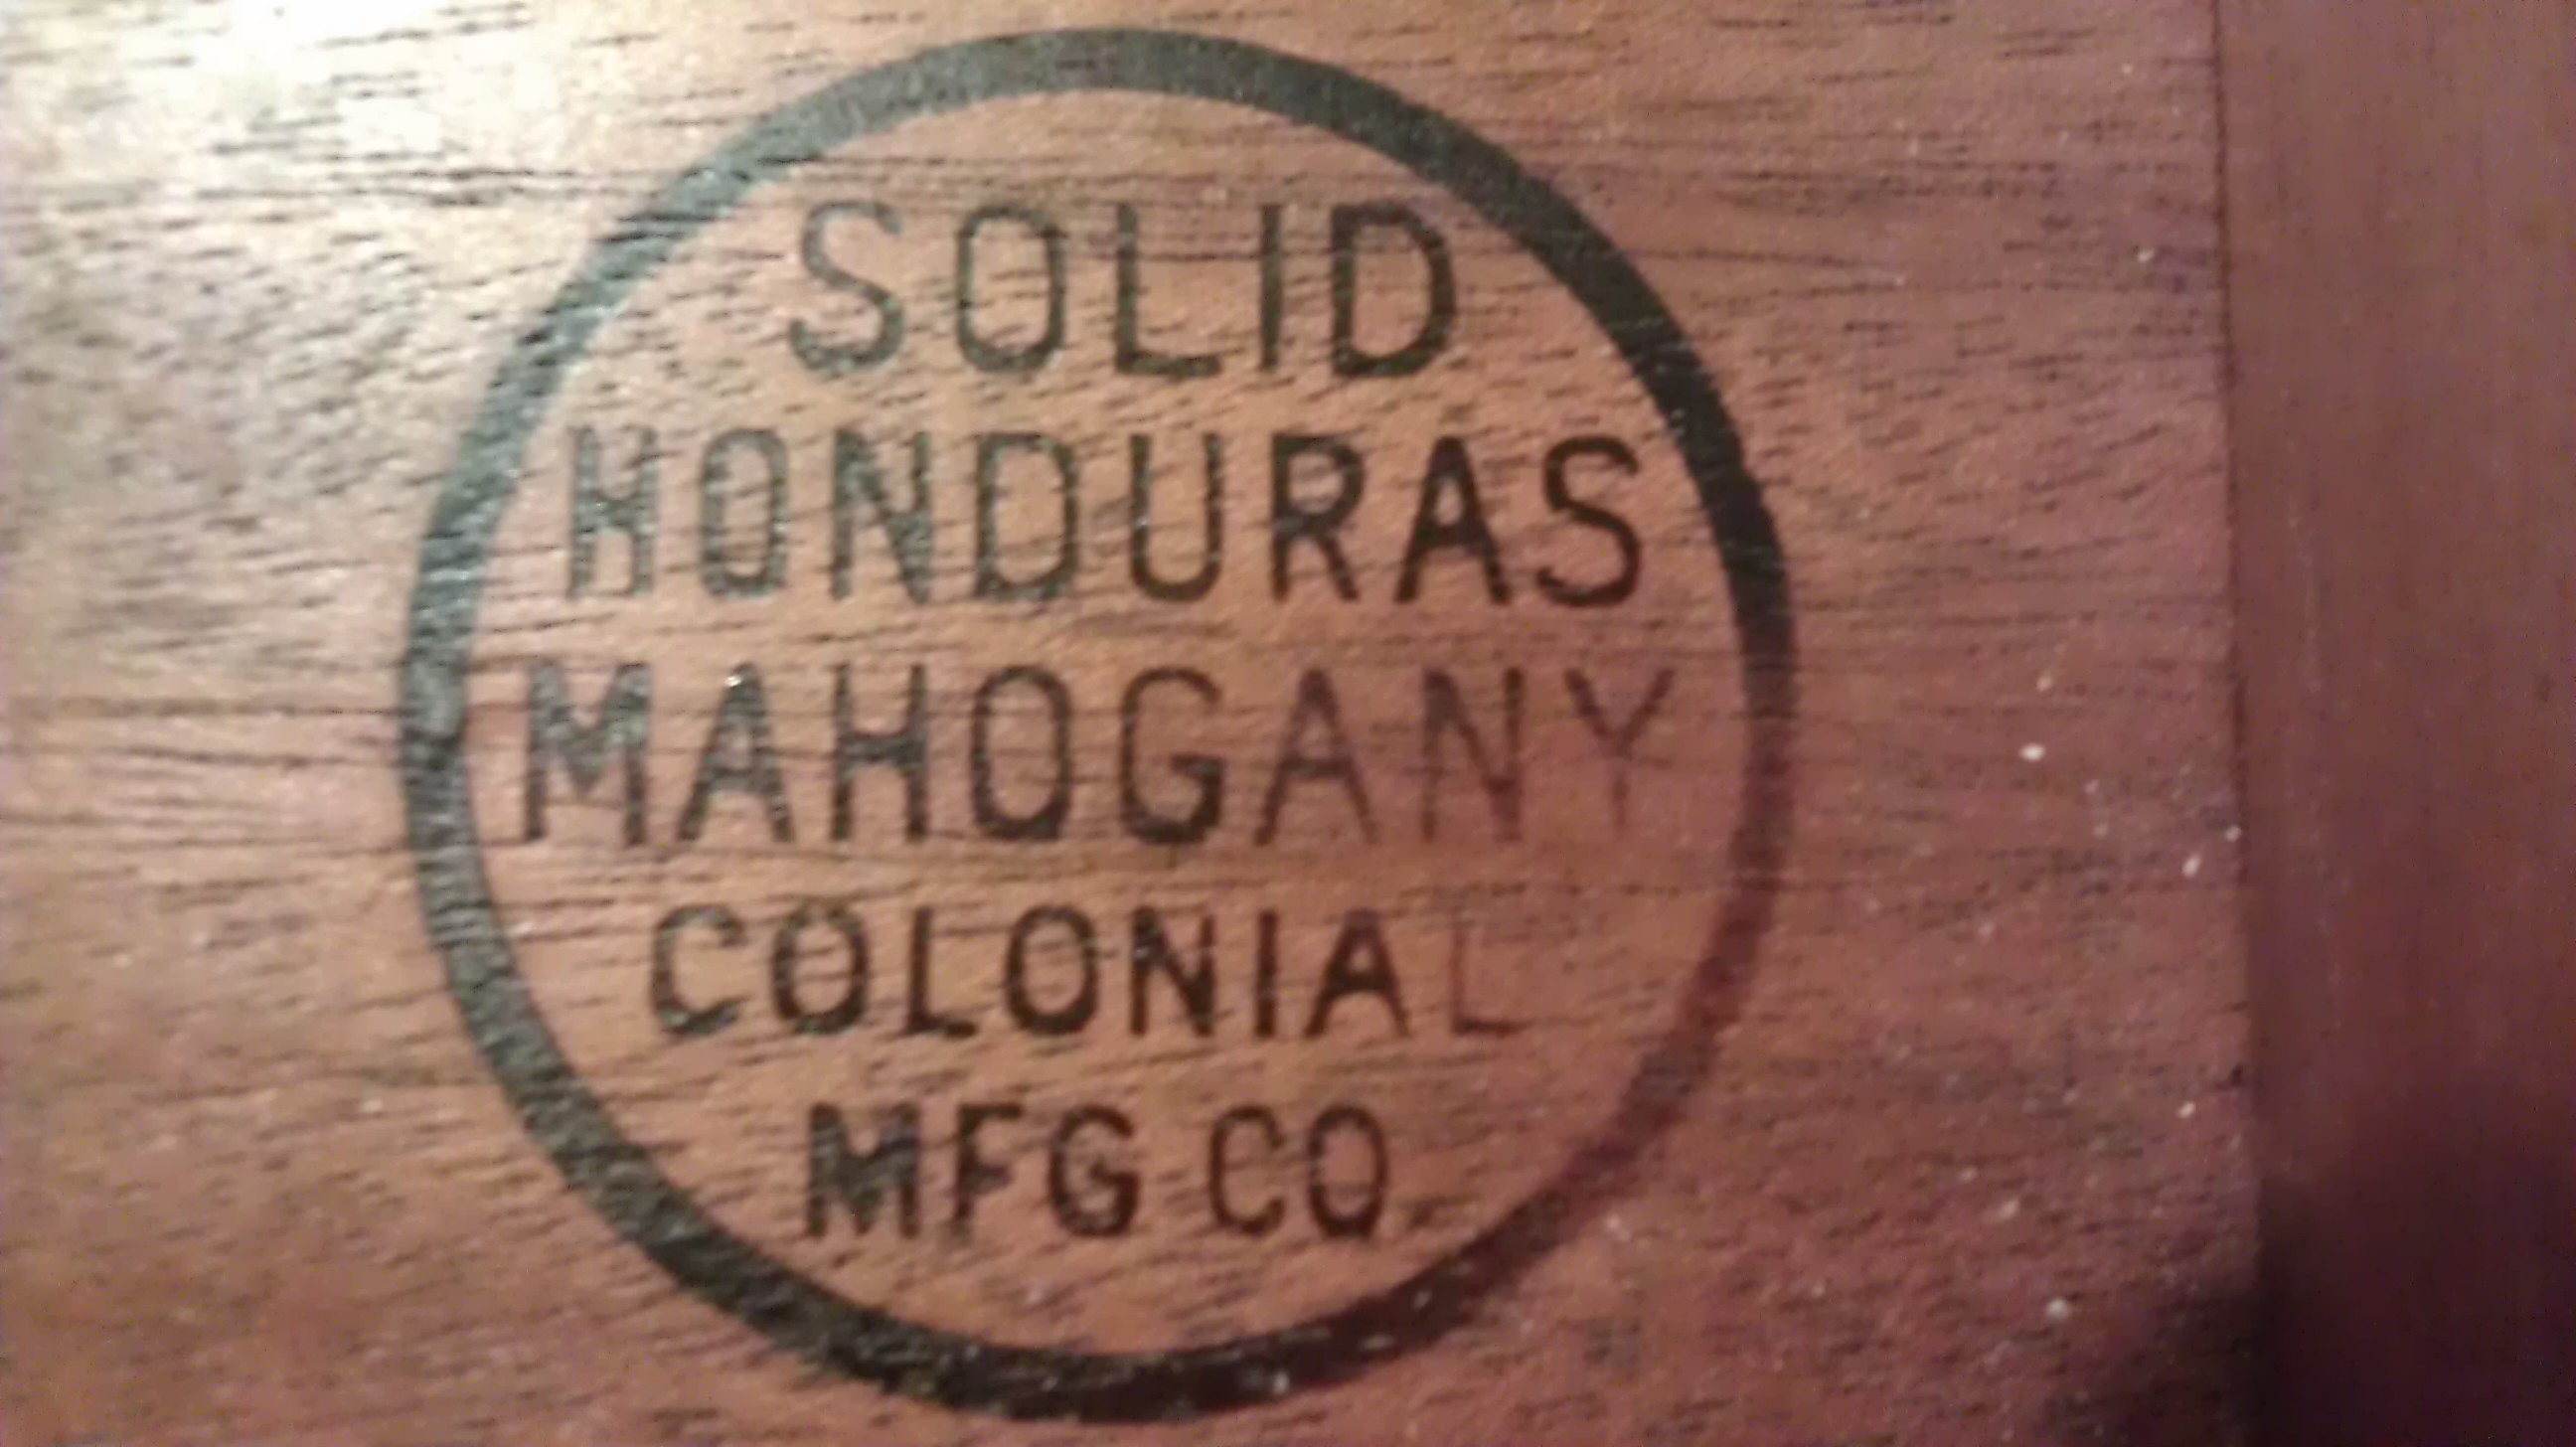 SOLID
HONDURAS
MAHOGANY
COLONIAL
MFG CO.